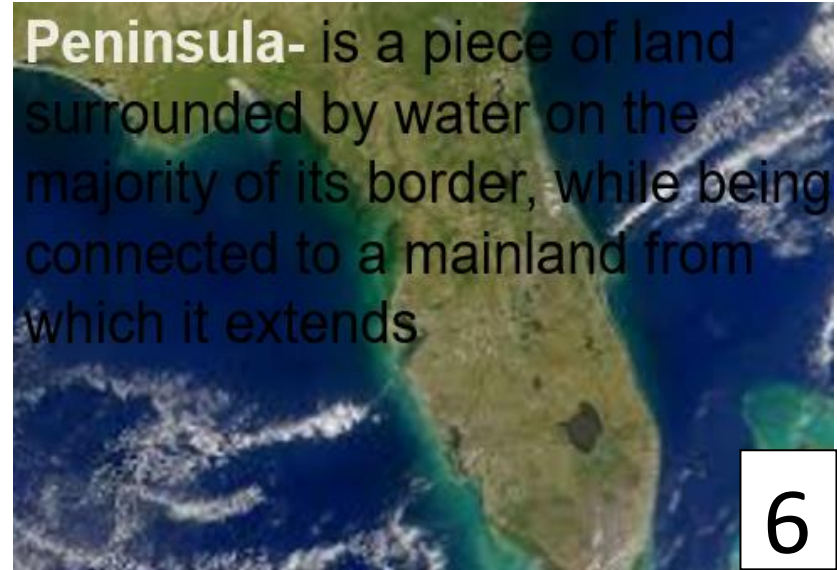 Peninsula- is a piece of land
surrounded by water on the
majority of its border, while being
connected to a mainland from
which it extends
6